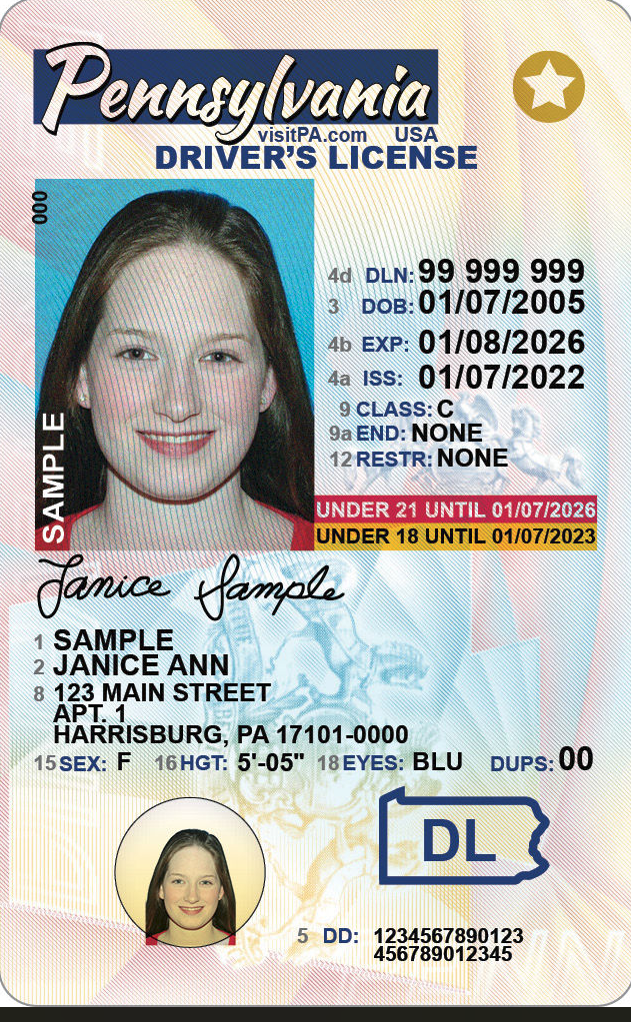 Pennsylvania
visitPA.com USA
DRIVER'S LICENSE
000
SAMPLE
4d DLN: 99 999 999
3 DOB: 01/07/2005
4b EXP: 01/08/2026
4a ISS: 01/07/2022
9 CLASS: C
9a END: NONE
12 RESTR: NONE
UNDER 21 UNTIL 01/07/2026
UNDER 18 UNTIL 01/07/2023
Janice Sample
1 SAMPLE
2 JANICE ANN
8 123 MAIN STREET
APT. 1
HARRISBURG, PA 17101-0000
15 SEX: F 16 HGT: 5'-05" 18 EYES: BLU DUPS: 00
DL
5 DD: 1234567890123
456789012345